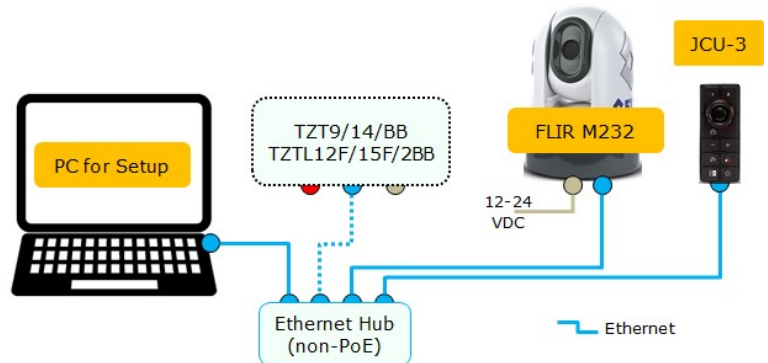 JCU-3
TZT9/14/BB
TZTL12F/15F/2BB
FLIR M232
PC for Setup
12-24
VDC
Ethernet Hub
(non-PoE)
Ethernet